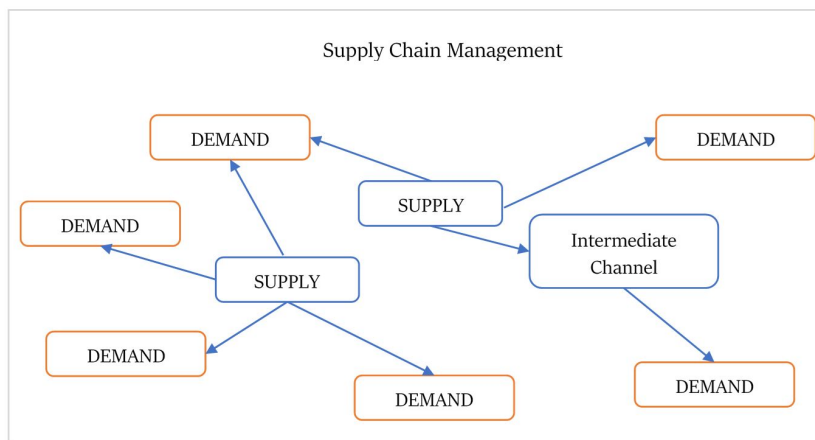 Supply Chain Management
DEMAND
DEMAND
SUPPLY
DEMAND
Intermediate
Channel
SUPPLY
DEMAND
DEMAND
DEMAND